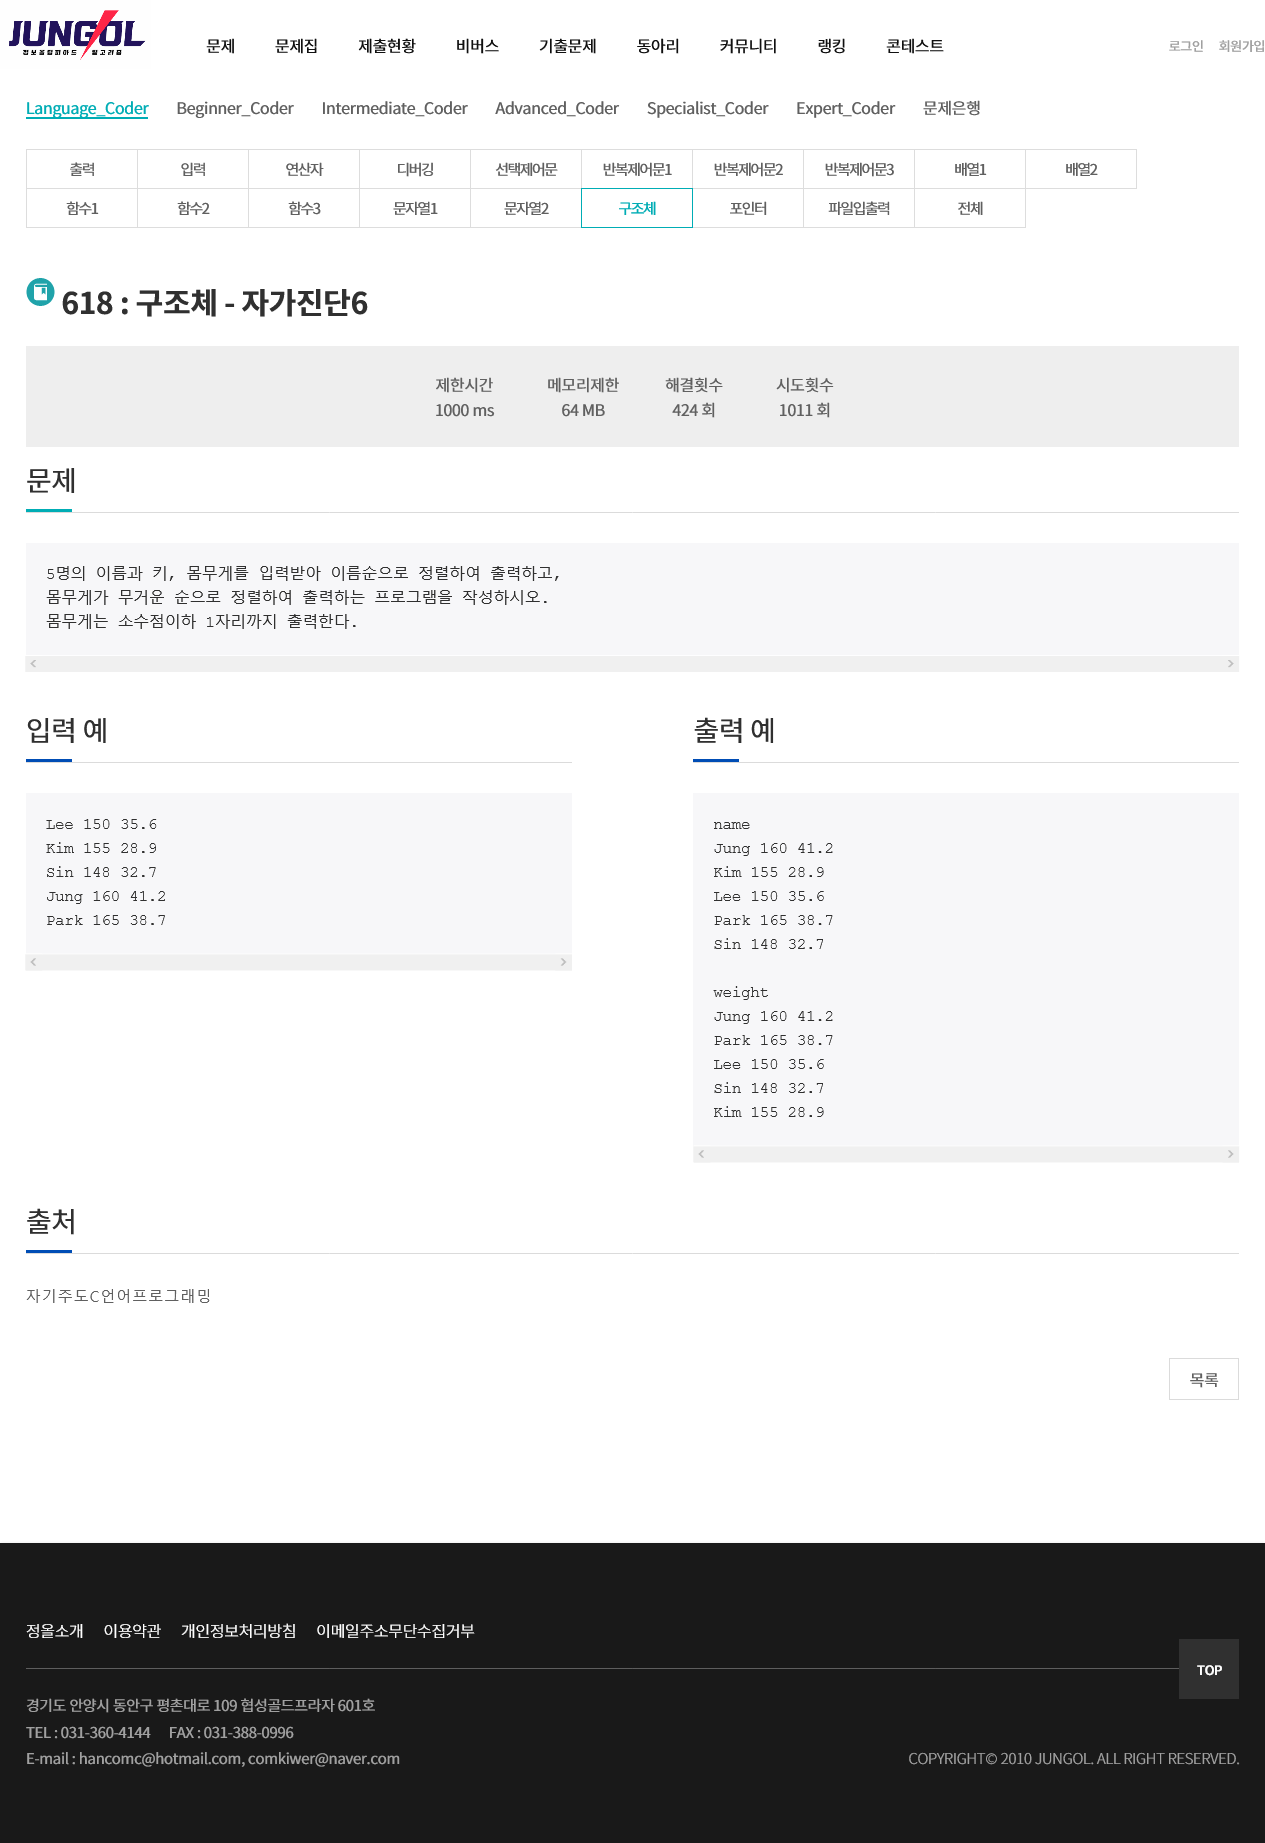 JUNGOL
정보올림피아드 알고리즘
문제 문제집 제출현황 비버스 기출문제 동아리 커뮤니티 랭킹 콘테스트 로그인 회원가입
Language_Coder Beginner_Coder Intermediate_Coder Advanced_Coder Specialist_Coder Expert_Coder 문제은행
출력 입력 연산자 디버깅 선택제어문 반복제어문1 반복제어문2 반복제어문3 배열1 배열2
함수1 함수2 함수3 문자열1 문자열2 구조체 포인터 파일입출력 전체
618 : 구조체 - 자가진단6
제한시간 메모리제한 해결횟수 시도횟수
1000 ms 64 MB 424 회 1011 회
문제
5명의 이름과 키, 몸무게를 입력받아 이름순으로 정렬하여 출력하고,
몸무게가 무거운 순으로 정렬하여 출력하는 프로그램을 작성하시오.
몸무게는 소수점이하 1자리까지 출력한다.
입력 예
Lee 150 35.6
Kim 155 28.9
Sin 148 32.7
Jung 160 41.2
Park 165 38.7
출력 예
name
Jung 160 41.2
Kim 155 28.9
Lee 150 35.6
Park 165 38.7
Sin 148 32.7
weight
Jung 160 41.2
Park 165 38.7
Lee 150 35.6
Sin 148 32.7
Kim 155 28.9
출처
자기주도C언어프로그래밍
목록
정올소개 이용약관 개인정보처리방침 이메일주소무단수집거부
TOP
경기도 안양시 동안구 평촌대로 109 협성골드프라자 601호
TEL : 031-360-4144 FAX : 031-388-0996
E-mail : hancomc@hotmail.com, comkiwer@naver.com
COPYRIGHT© 2010 JUNGOL. ALL RIGHT RESERVED.